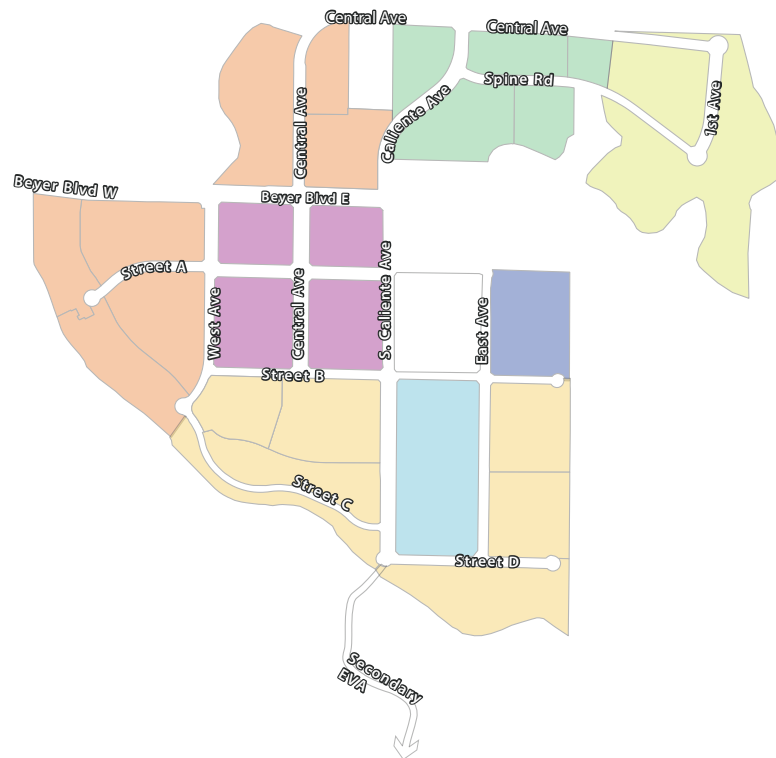 Central Ave
Central Ave
Spine Rd
1st Ave
Caliente Ave
Central Ave
Beyer Blvd W
Beyer Blvd E
Street A
S. Caliente Ave
Central Ave
West Ave
East Ave
Street B
Street C
Street D
Secondary
EVA